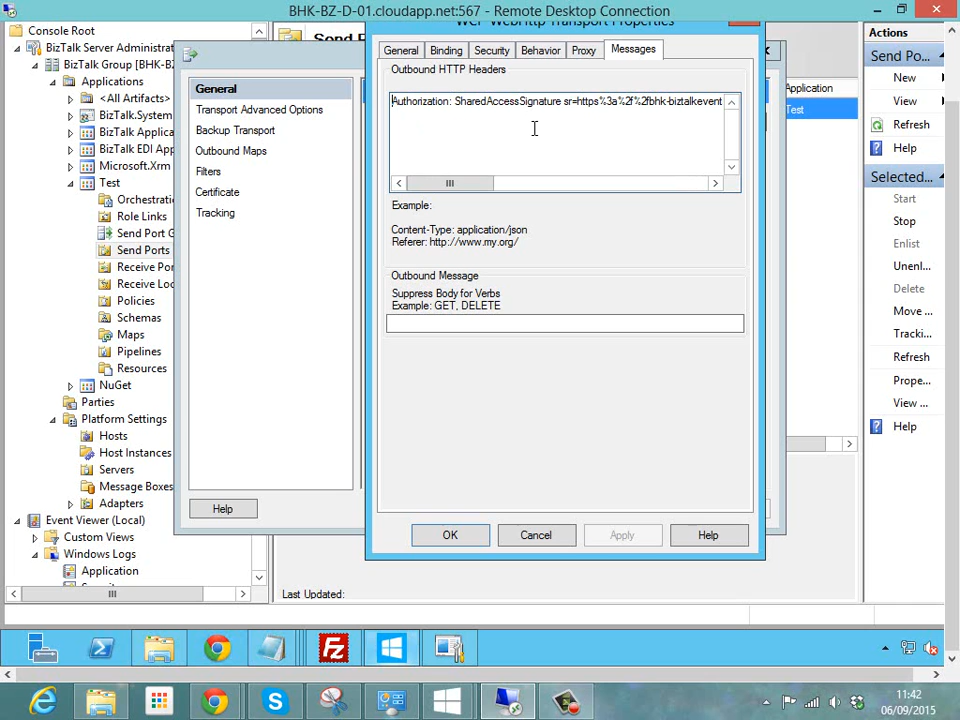 BHK-BZ-D-01.cloudapp.net:567 - Remote Desktop Connection
Console Root
BizTalk Server Administra
BizTalk Group [BHK-BZ
Applications
<All Artifacts>
BizTalk.System
BizTalk Applica
BizTalk EDI App
Microsoft.Xrm
Test
Orchestratio
Role Links
Send Port G
Send Ports
Receive Por
Receive Loc
Policies
Schemas
Maps
Pipelines
Resources
NuGet
Parties
Platform Settings
Hosts
Host Instances
Servers
Message Boxes
Adapters
Event Viewer (Local)
Custom Views
Windows Logs
Application
General
Transport Advanced Options
Backup Transport
Outbound Maps
Filters
Certificate
Tracking
Help
WCF-WebHttp Transport Properties
General
Binding
Security
Behavior
Proxy
Messages
Outbound HTTP Headers
Authorization: SharedAccessSignature sr=https%3a%2f%2fbhk-biztalkevent
Example:
Content-Type: application/json
Referer: http://www.my.org/
Outbound Message
Suppress Body for Verbs
Example: GET, DELETE
OK
Cancel
Apply
Help
Application
Test
Last Updated:
Actions
Send Po...
New
View
Refresh
Help
Selected...
Start
Stop
Enlist
Unenl...
Delete
Move ...
Tracki...
Refresh
Prope...
View ...
Help
11:42
06/09/2015